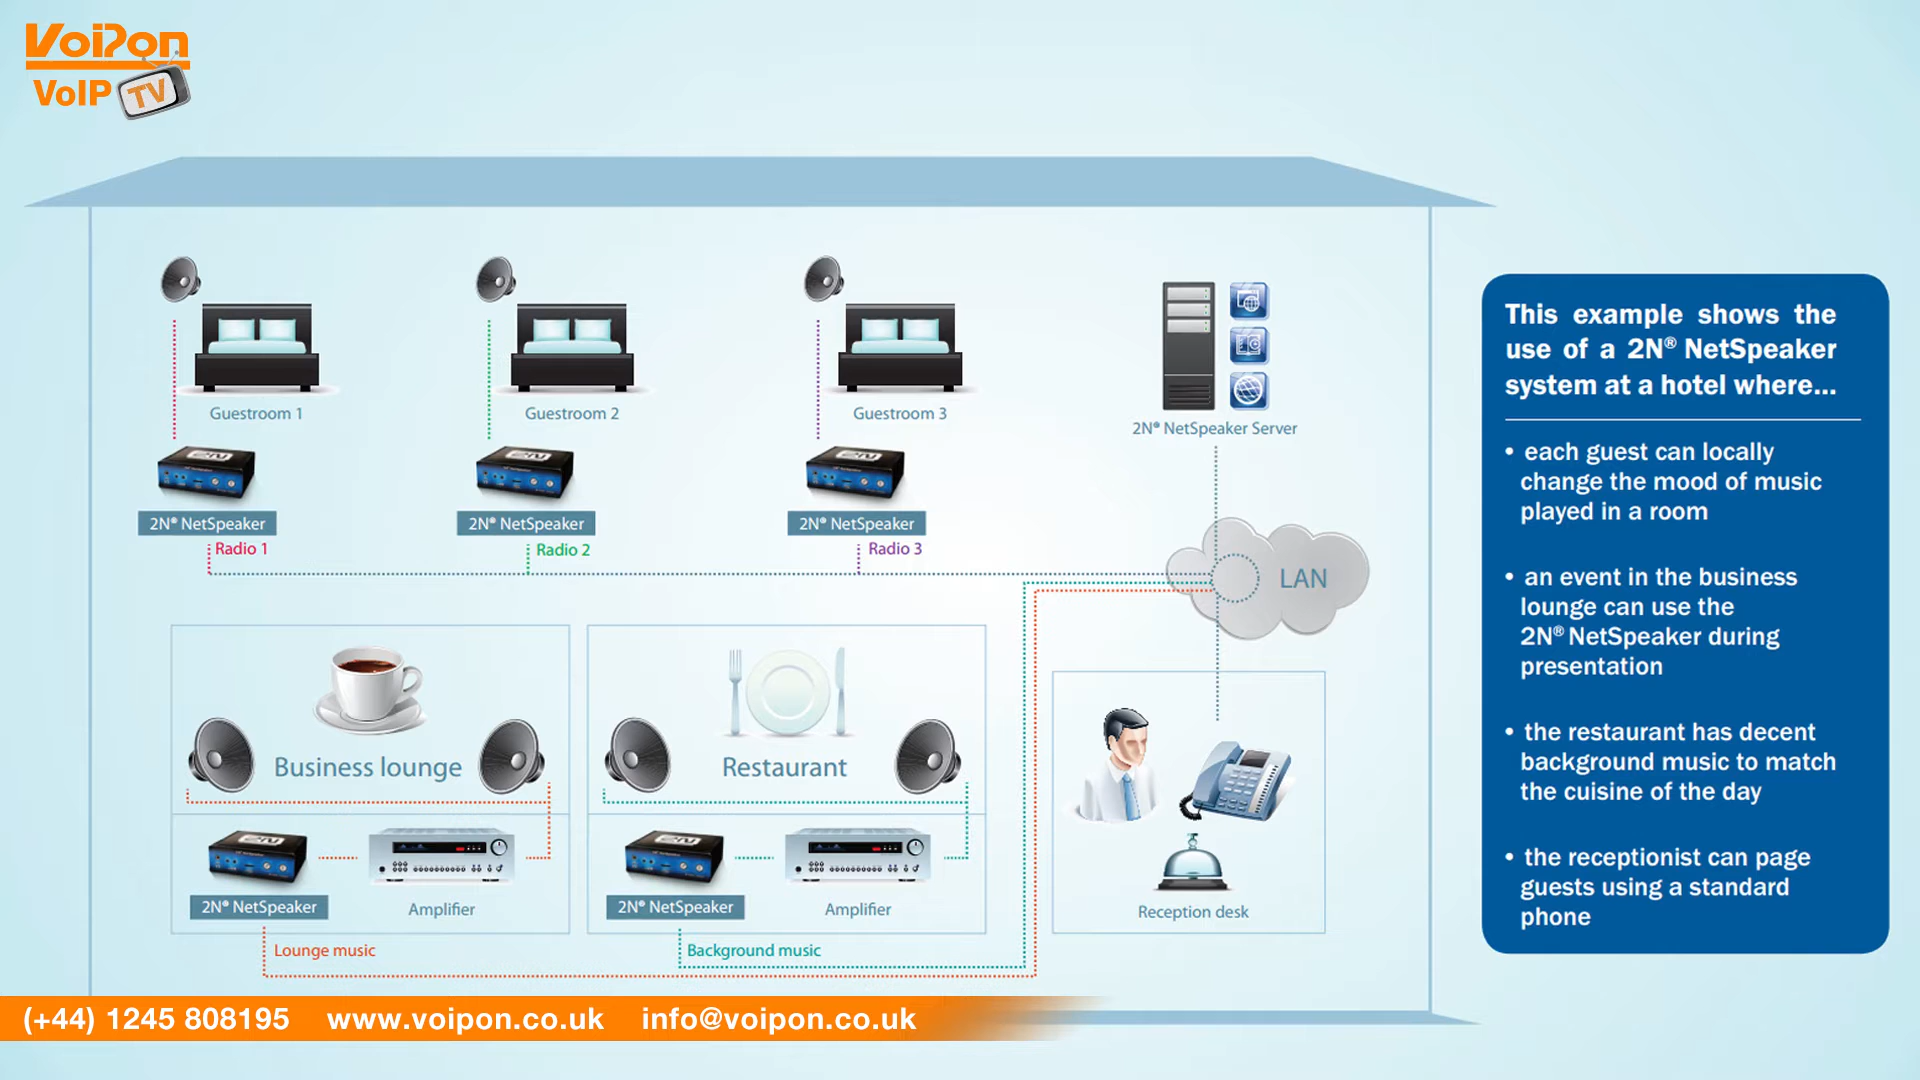 VoiPon
VoIP TV
Guestroom 1
Guestroom 2
Guestroom 3
2N® NetSpeaker Server
2N® NetSpeaker
2N® NetSpeaker
2N® NetSpeaker
Radio 1
Radio 2
Radio 3
LAN
Business lounge
Restaurant
2N® NetSpeaker
Amplifier
2N® NetSpeaker
Amplifier
Reception desk
Lounge music
Background music
This example shows the
use of a 2N® NetSpeaker
system at a hotel where...
• each guest can locally
change the mood of music
played in a room
• an event in the business
lounge can use the
2N® NetSpeaker during
presentation
• the restaurant has decent
background music to match
the cuisine of the day
• the receptionist can page
guests using a standard
phone
(+44) 1245 808195 www.voipon.co.uk info@voipon.co.uk